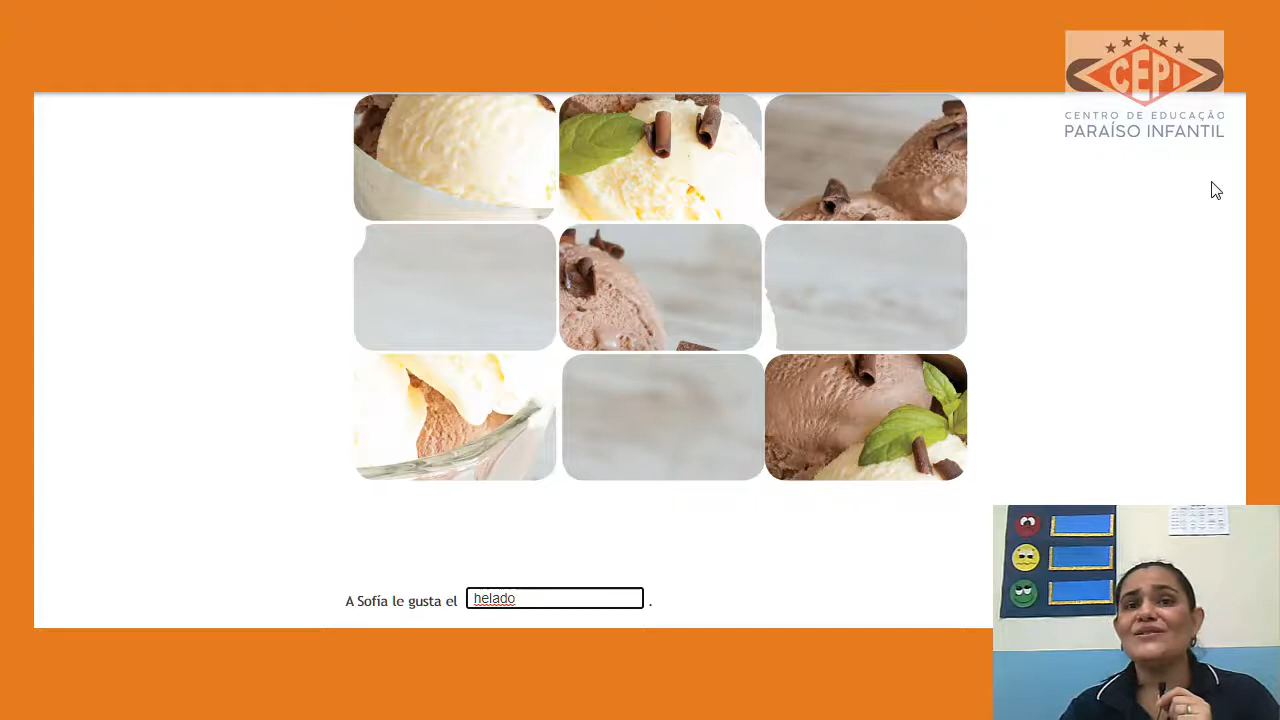 CEPI
CENTRO DE EDUCAÇÃO
PARAÍSO INFANTIL
A Sofía le gusta el helado .